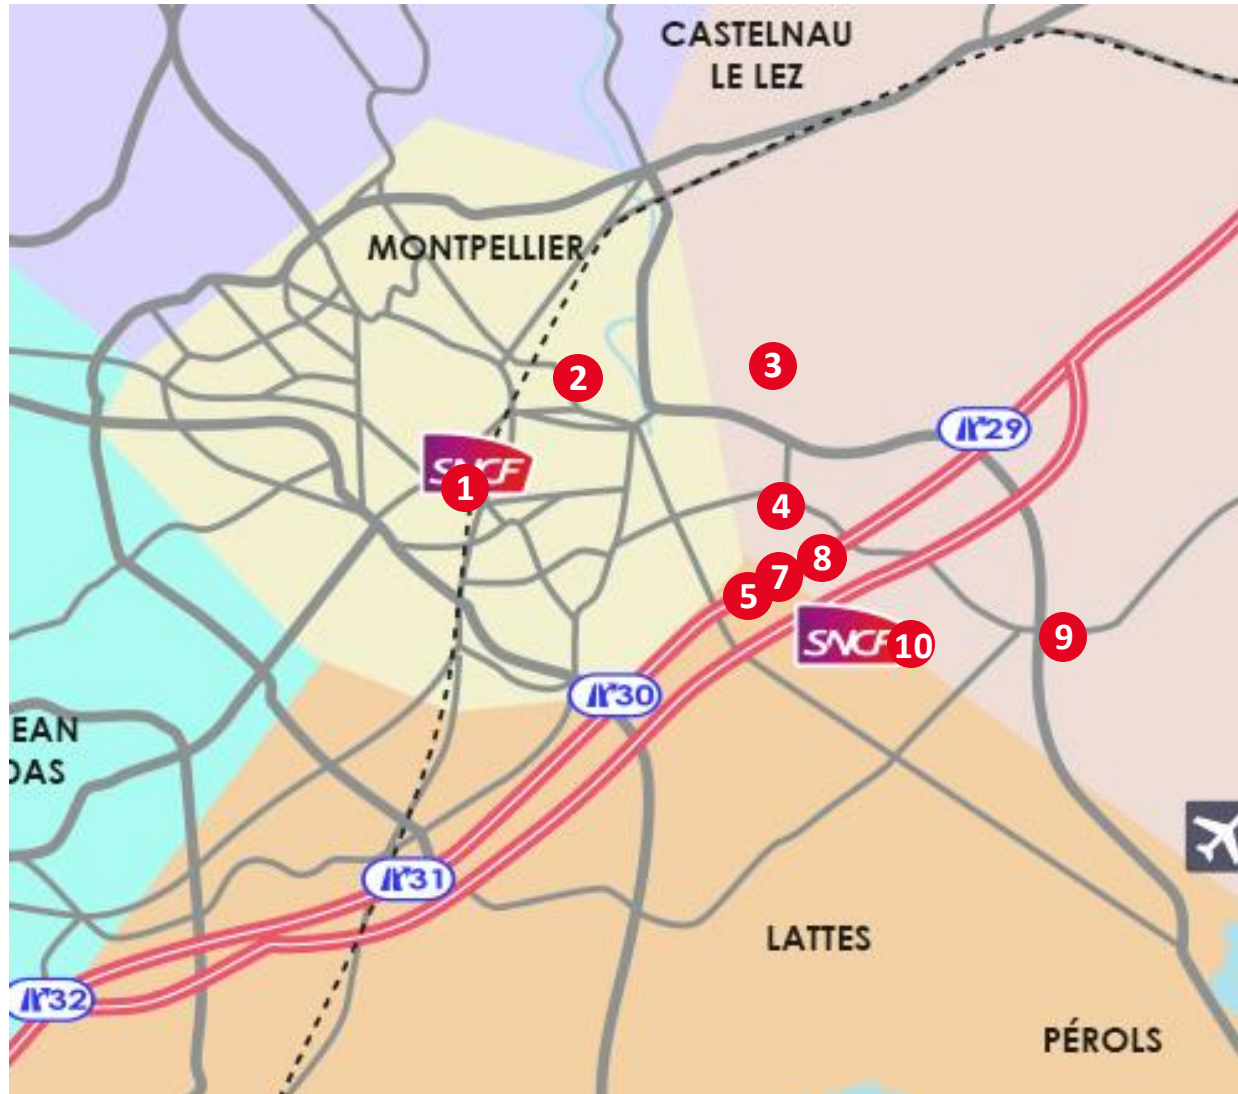 CASTELNAU
LE LEZ
MONTPELLIER
2
3
29
SNCF
1
4
8
7
5
SNCF
10
9
30
EAN
DAS
31
LATTES
32
PÉROLS